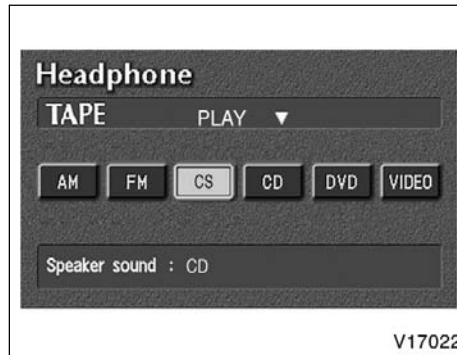 Headphone
TAPE PLAY ▼
AM FM CS CD DVD VIDEO
Speaker sound : CD
V17022